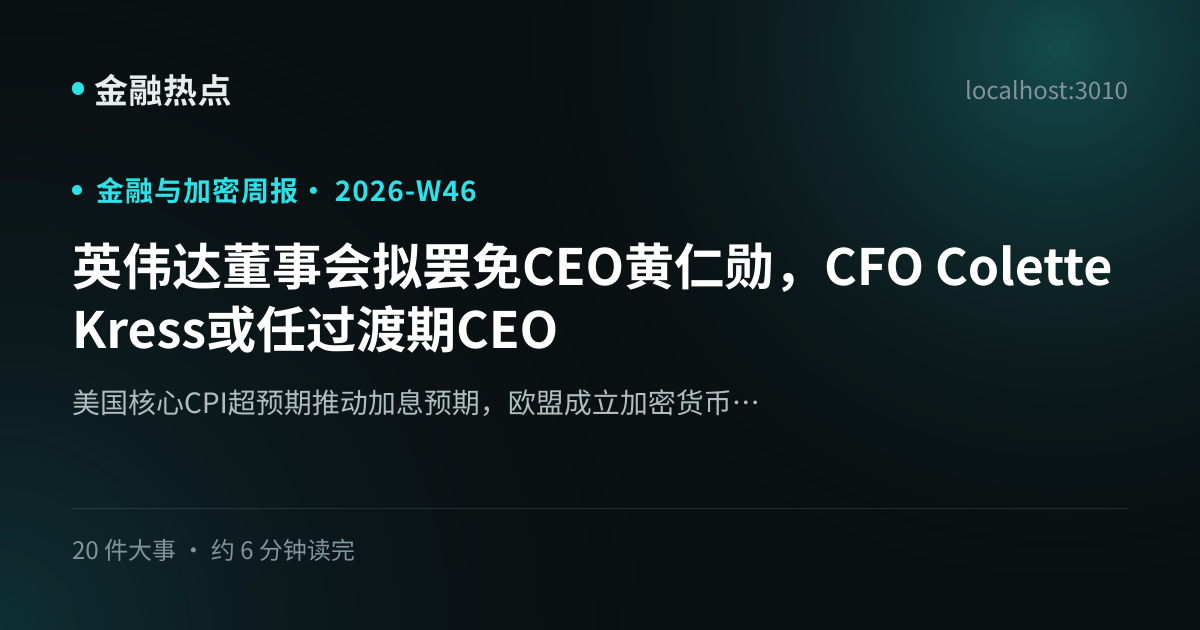 金融热点
localhost:3010
金融与加密周报 · 2026-W46
英伟达董事会拟罢免CEO黄仁勋，CFO Colette
Kress或任过渡期CEO
美国核心CPI超预期推动加息预期，欧盟成立加密货币…
20 件大事 · 约 6 分钟读完